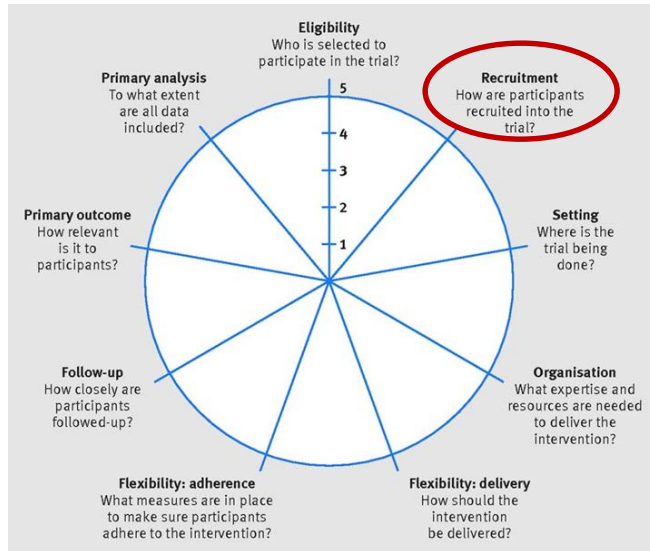 Eligibility
Who is selected to
participate in the trial?
Recruitment
How are participants
recruited into the
trial?
Setting
Where is the
trial being
done?
Organisation
What expertise and
resources are needed
to deliver the
intervention?
Flexibility: delivery
How should the
intervention
be delivered?
Flexibility: adherence
What measures are in place
to make sure participants
adhere to the intervention?
Follow-up
How closely are
participants
followed-up?
Primary outcome
How relevant
is it to
participants?
Primary analysis
To what extent
are all data
included?
5
4
3
2
1